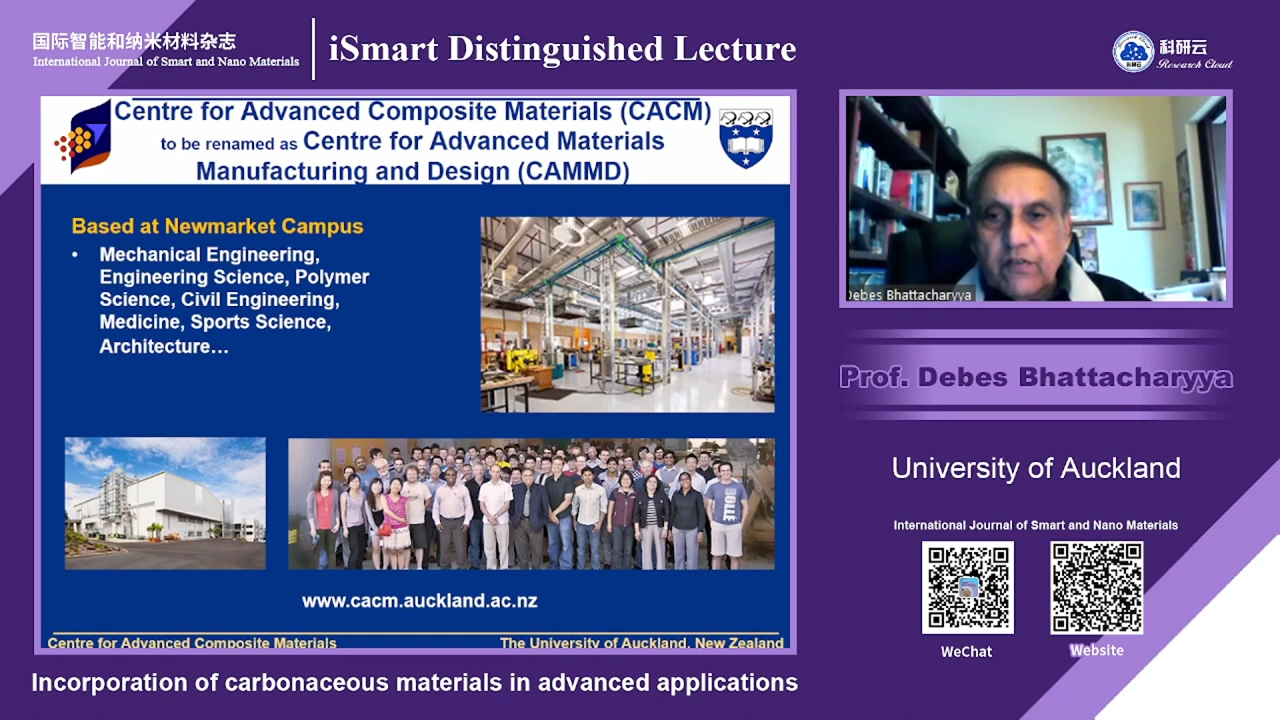 国际智能和纳米材料杂志
International Journal of Smart and Nano Materials
iSmart Distinguished Lecture
科研云
Research Cloud
Centre for Advanced Composite Materials (CACM)
to be renamed as Centre for Advanced Materials
Manufacturing and Design (CAMMD)
Based at Newmarket Campus
• Mechanical Engineering,
Engineering Science, Polymer
Science, Civil Engineering,
Medicine, Sports Science,
Architecture…
BOLLE
www.cacm.auckland.ac.nz
Centre for Advanced Composite Materials
The University of Auckland, New Zealand
Debes Bhattacharyya
Prof. Debes Bhattacharyya
University of Auckland
International Journal of Smart and Nano Materials
WeChat
Website
Incorporation of carbonaceous materials in advanced applications